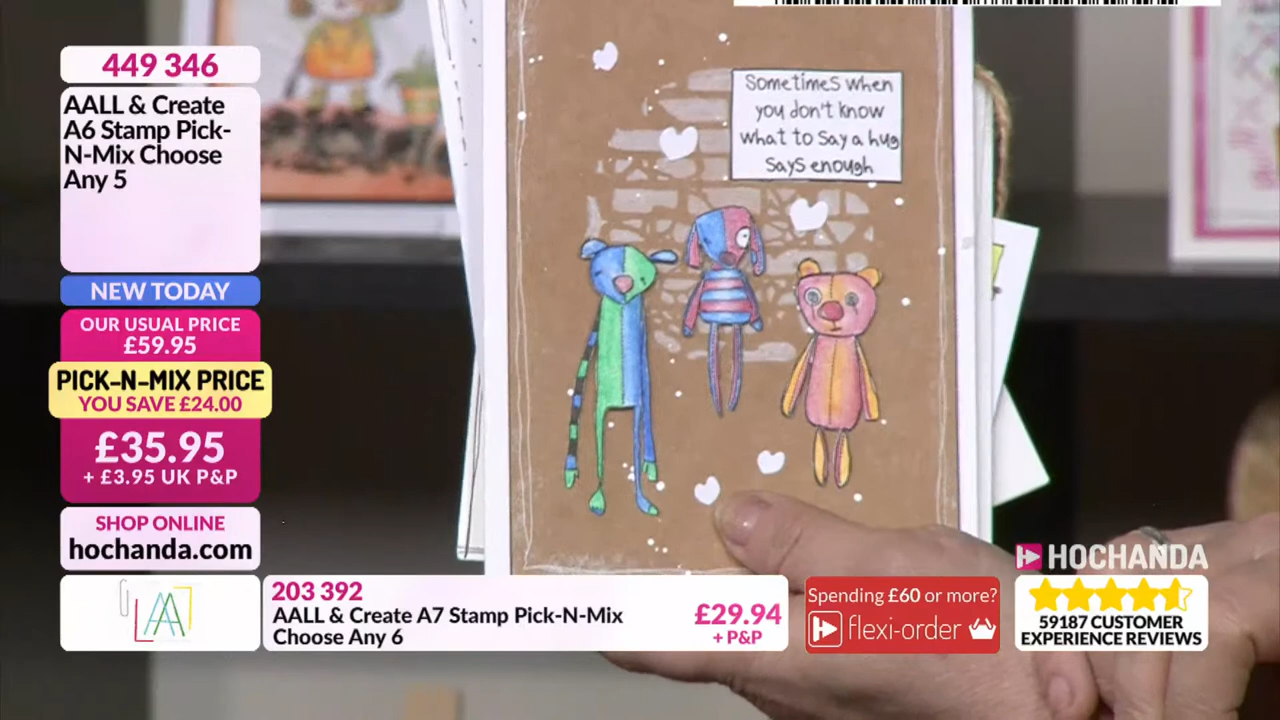 449 346
AALL & Create
A6 Stamp Pick-
N-Mix Choose
Any 5
NEW TODAY
OUR USUAL PRICE
£59.95
PICK-N-MIX PRICE
YOU SAVE £24.00
£35.95
+ £3.95 UK P&P
SHOP ONLINE
hochanda.com
Sometimes when
you don't know
what to say a hug
says enough
203 392
AALL & Create A7 Stamp Pick-N-Mix
Choose Any 6
£29.94
+ P&P
Spending £60 or more?
flexi-order
HOCHANDA
59187 CUSTOMER
EXPERIENCE REVIEWS